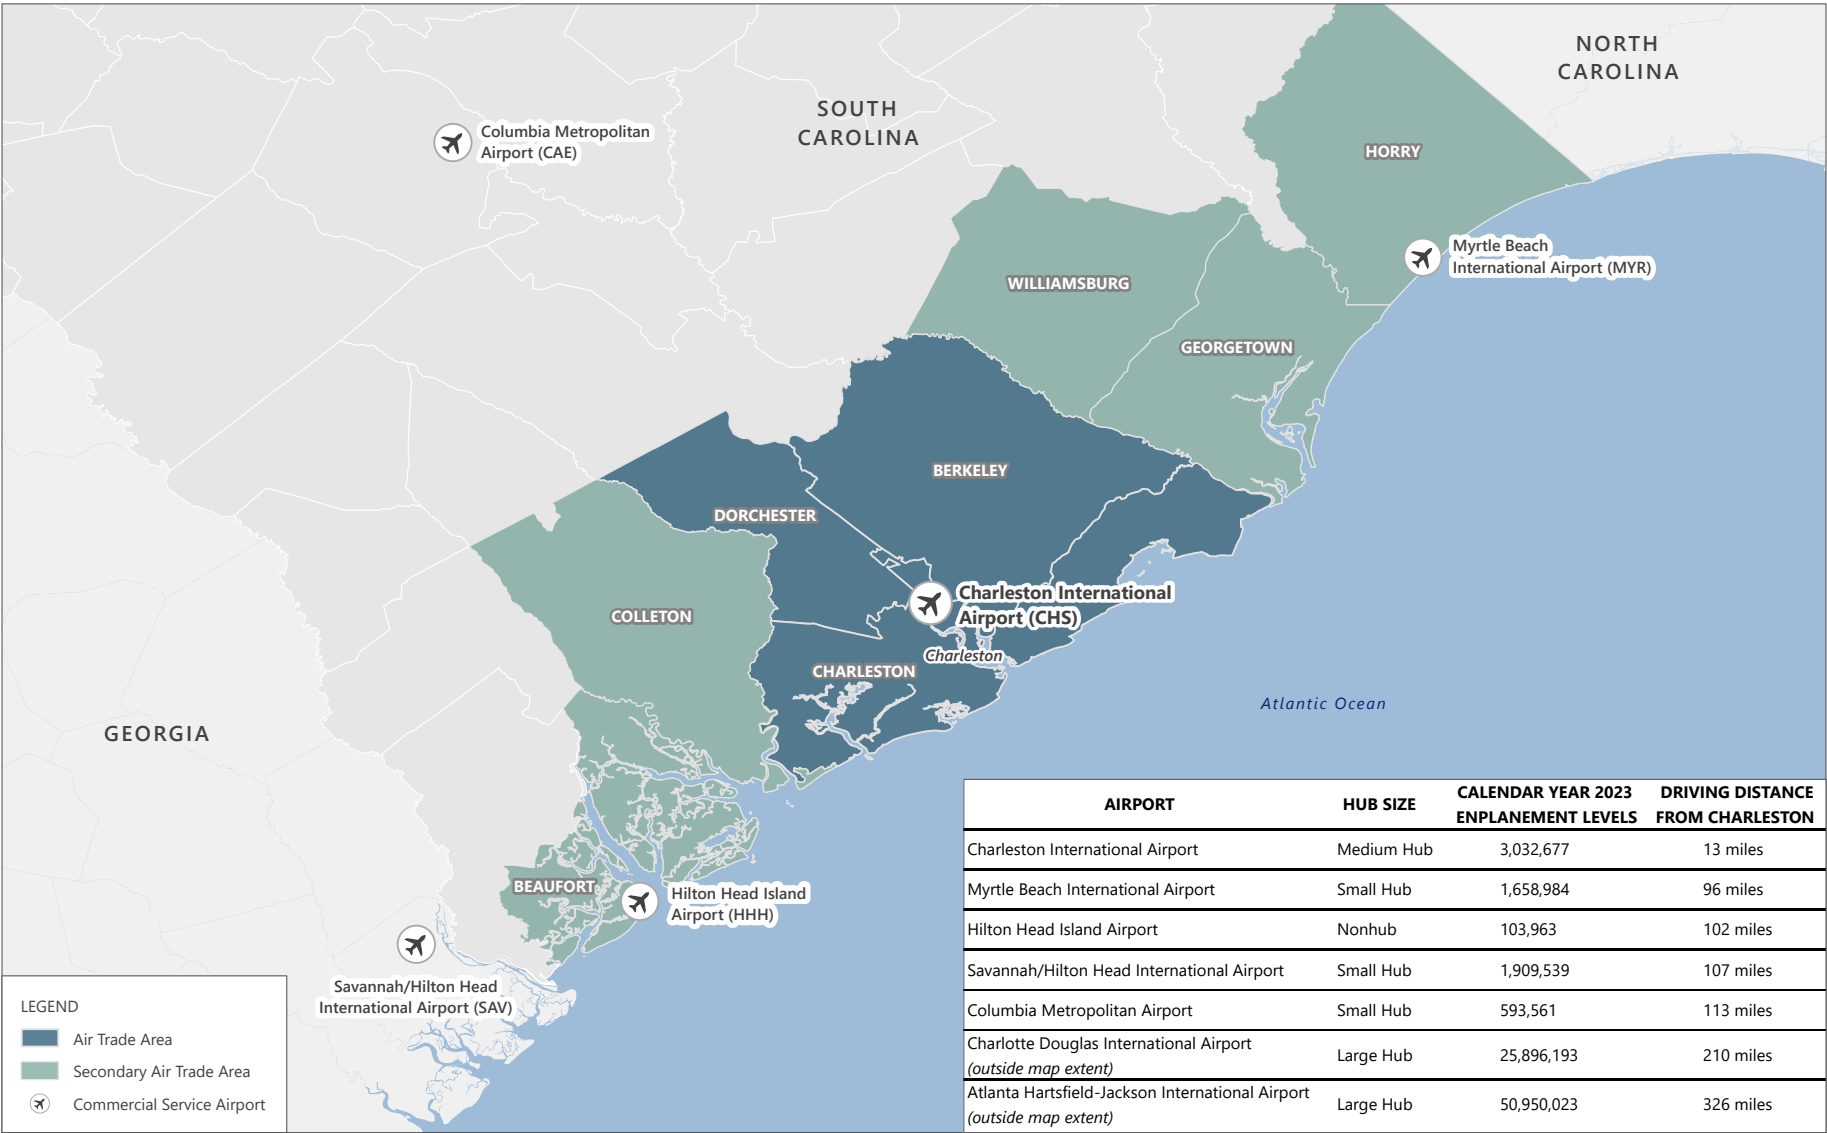 NORTH
CAROLINA
SOUTH
CAROLINA
Columbia Metropolitan
Airport (CAE)
HORRY
Myrtle Beach
International Airport (MYR)
WILLIAMSBURG
GEORGETOWN
BERKELEY
DORCHESTER
Charleston International
Airport (CHS)
COLLETON
Charleston
CHARLESTON
Atlantic Ocean
GEORGIA
BEAUFORT
Hilton Head Island
Airport (HHH)
Savannah/Hilton Head
International Airport (SAV)
LEGEND
Air Trade Area
Secondary Air Trade Area
Commercial Service Airport
AIRPORT HUB SIZE CALENDAR YEAR 2023 ENPLANEMENT LEVELS DRIVING DISTANCE FROM CHARLESTON
Charleston International Airport Medium Hub 3,032,677 13 miles
Myrtle Beach International Airport Small Hub 1,658,984 96 miles
Hilton Head Island Airport Nonhub 103,963 102 miles
Savannah/Hilton Head International Airport Small Hub 1,909,539 107 miles
Columbia Metropolitan Airport Small Hub 593,561 113 miles
Charlotte Douglas International Airport
(outside map extent) Large Hub 25,896,193 210 miles
Atlanta Hartsfield-Jackson International Airport
(outside map extent) Large Hub 50,950,023 326 miles